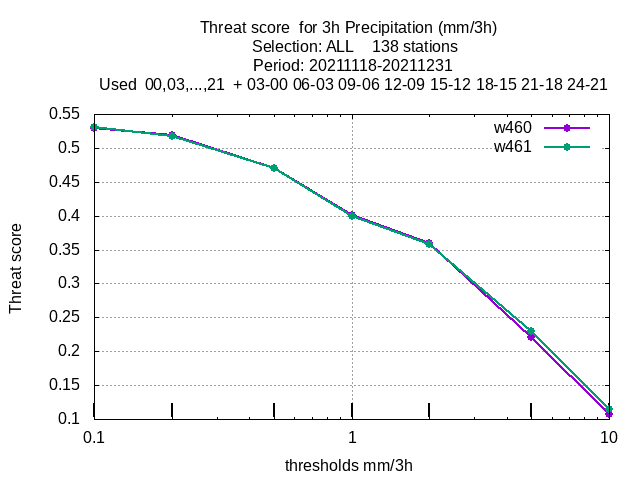 Threat score  for 3h Precipitation (mm/3h)
Selection: ALL    138 stations
Period: 20211118-20211231
Used  00,03,...,21  + 03-00 06-03 09-06 12-09 15-12 18-15 21-18 24-21
w460
w461
Threat score
0.55
0.5
0.45
0.4
0.35
0.3
0.25
0.2
0.15
0.1
0.1
1
10
thresholds mm/3h